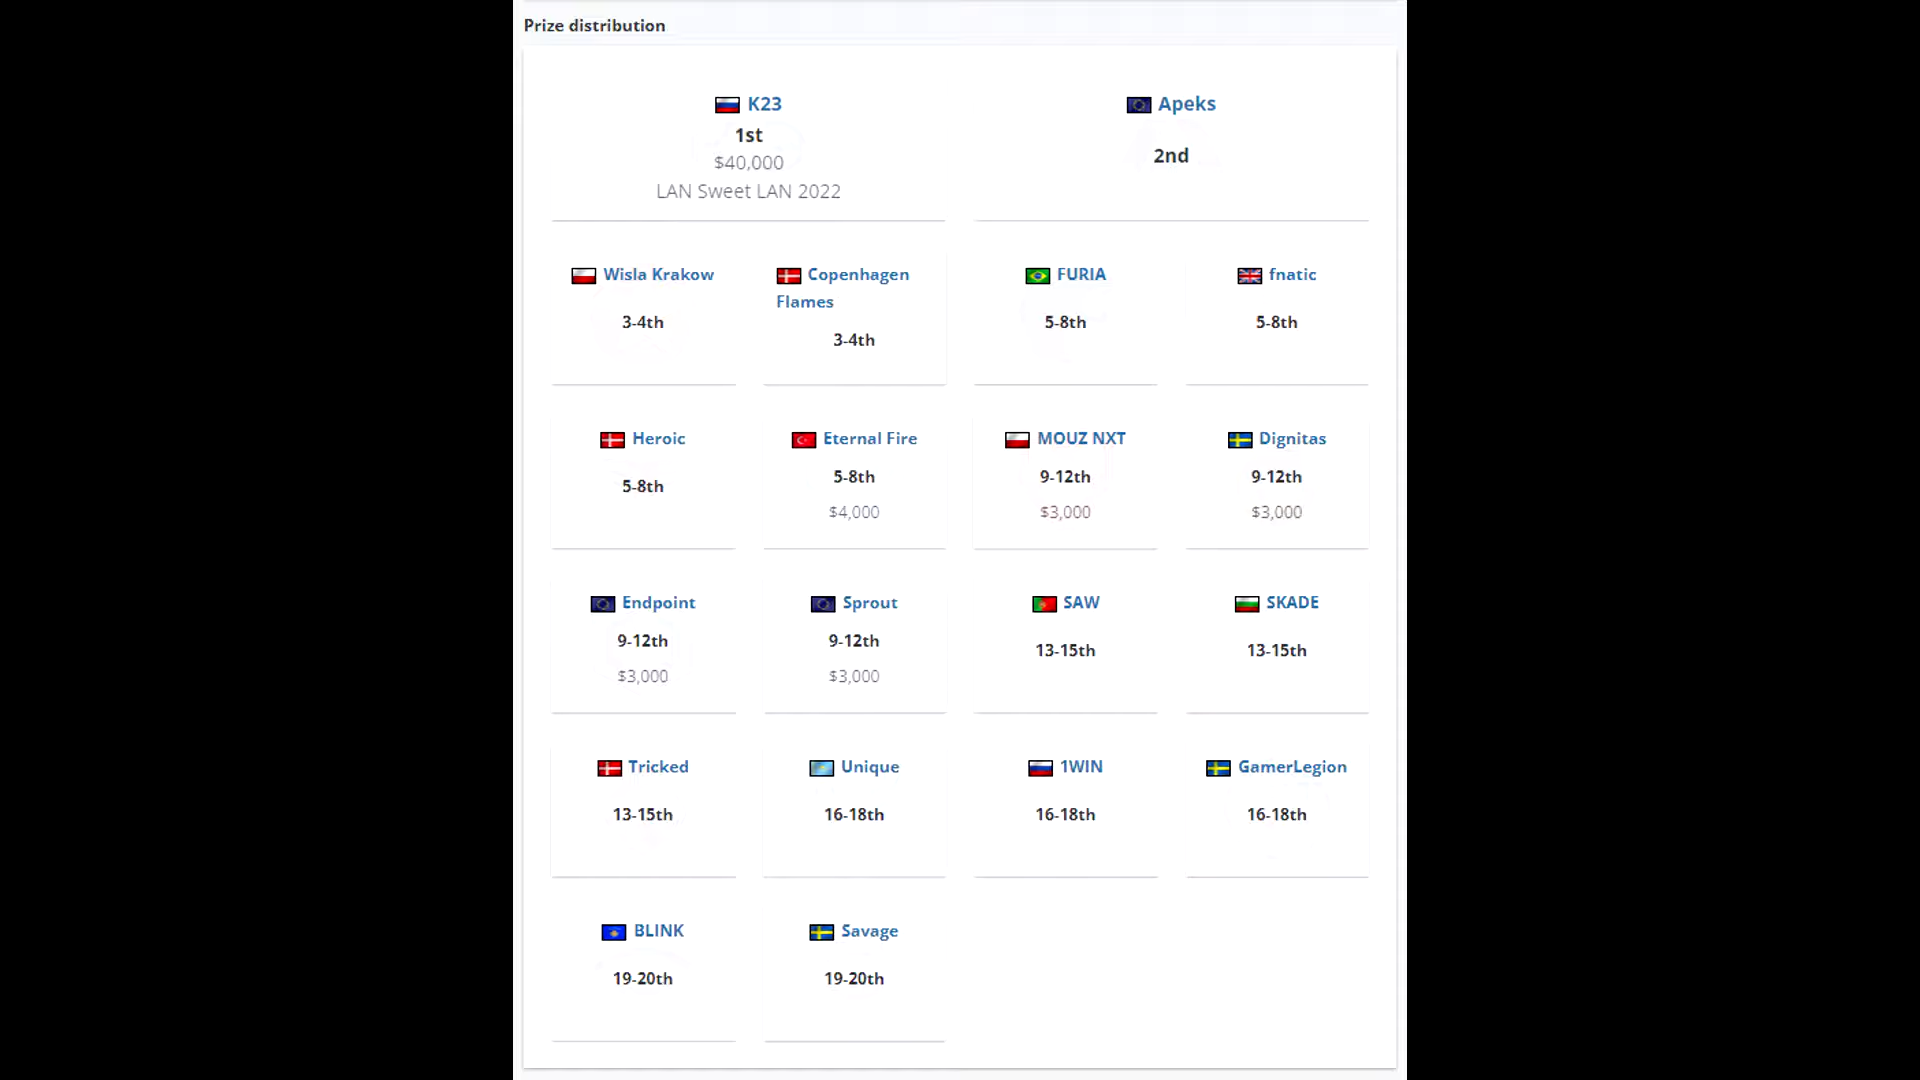 Prize distribution
K23
1st
$40,000
LAN Sweet LAN 2022
Apeks
2nd
Wisla Krakow
3-4th
Copenhagen
Flames
3-4th
FURIA
5-8th
fnatic
5-8th
Heroic
5-8th
Eternal Fire
5-8th
$4,000
MOUZ NXT
9-12th
$3,000
Dignitas
9-12th
$3,000
Endpoint
9-12th
$3,000
Sprout
9-12th
$3,000
SAW
13-15th
SKADE
13-15th
Tricked
13-15th
Unique
16-18th
1WIN
16-18th
GamerLegion
16-18th
BLINK
19-20th
Savage
19-20th